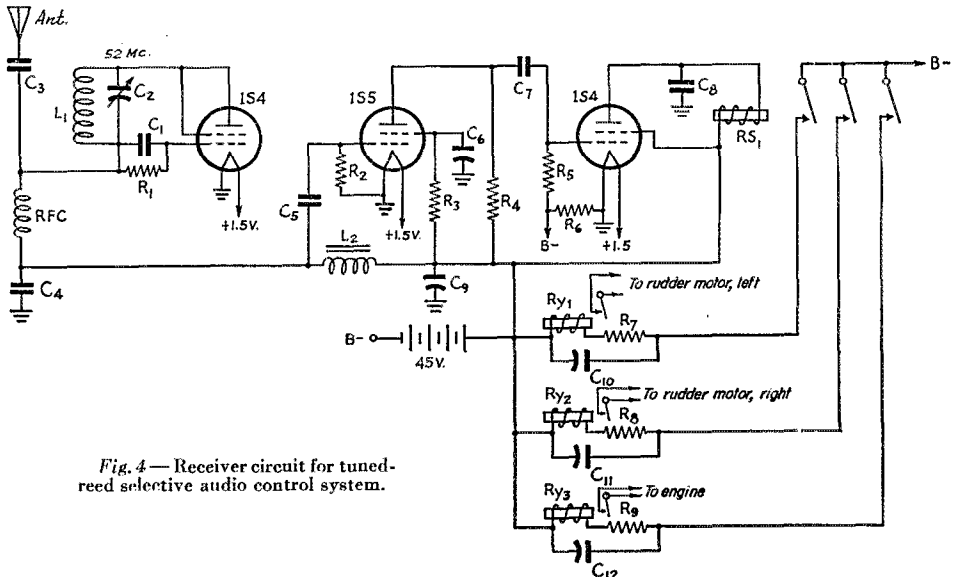 Ant.
52 Mc.
C3
L1
C2
C1
R1
1S4
+1.5V.
RFC
C4
C5
1S5
R2
C6
R3
+1.5V.
L2
C9
R4
C7
1S4
R5
R6
B-
+1.5
C8
RS1
B-
B-
45V.
Ry1
R7
C10
To rudder motor, left
Ry2
R8
C11
To rudder motor, right
Ry3
R9
C12
To engine
Fig. 4 — Receiver circuit for tuned-
reed selective audio control system.